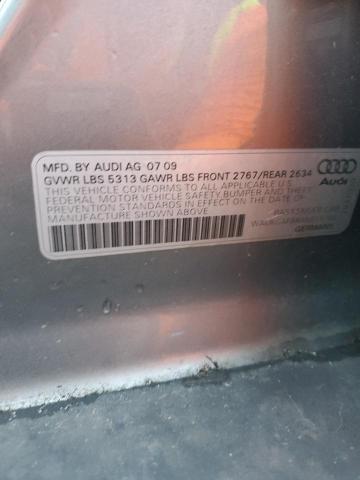 MFD. BY AUDI AG 07 09
GVWR LBS 5313 GAWR LBS FRONT 2767/REAR 2634
THIS VEHICLE CONFORMS TO ALL APPLICABLE U.S.
FEDERAL MOTOR VEHICLE SAFETY, BUMPER AND THEFT
PREVENTION STANDARDS IN EFFECT ON THE DATE OF
MANUFACTURE SHOWN ABOVE.
Audi
PASSENGER CAR
GERMANY